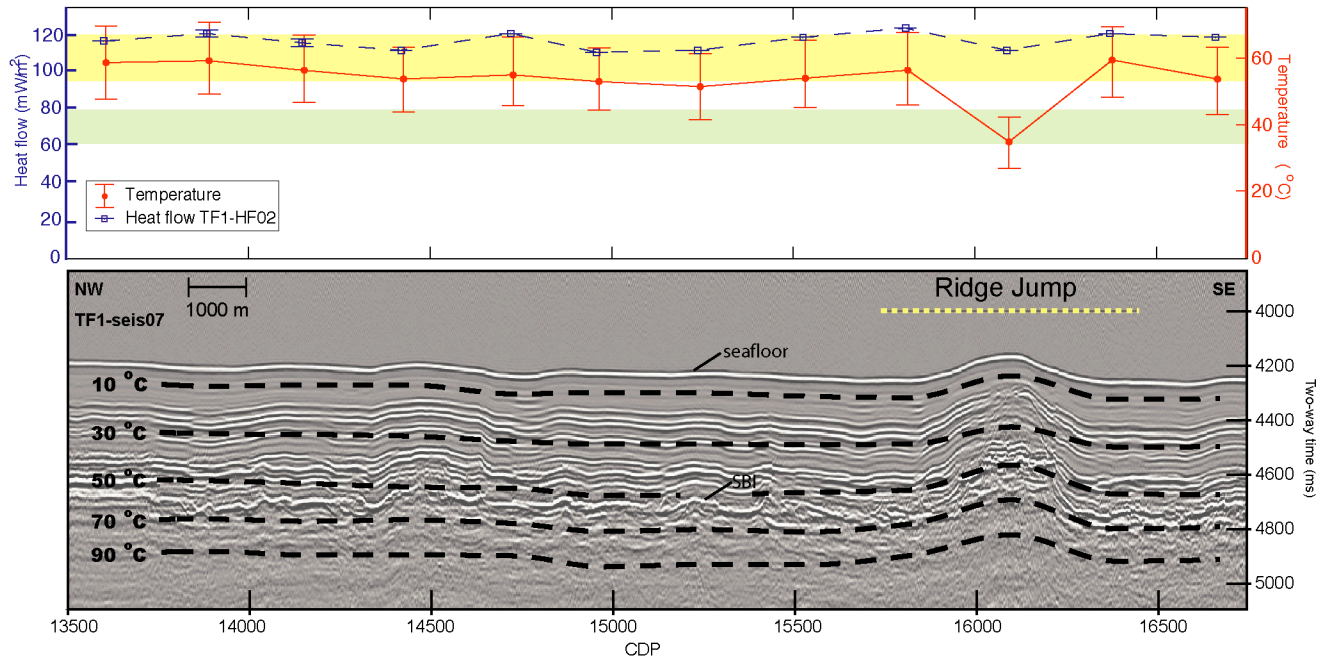 120
100
80
60
40
20
0
Heat flow (mW/m²)
60
40
20
0
Temperature (°C)
Temperature
Heat flow TF1-HF02
NW
1000 m
TF1-seis07
Ridge Jump
SE
seafloor
10 °C
30 °C
50 °C
SBI
70 °C
90 °C
4000
4200
4400
4600
4800
5000
Two-way time (ms)
13500
14000
14500
15000
15500
16000
16500
CDP